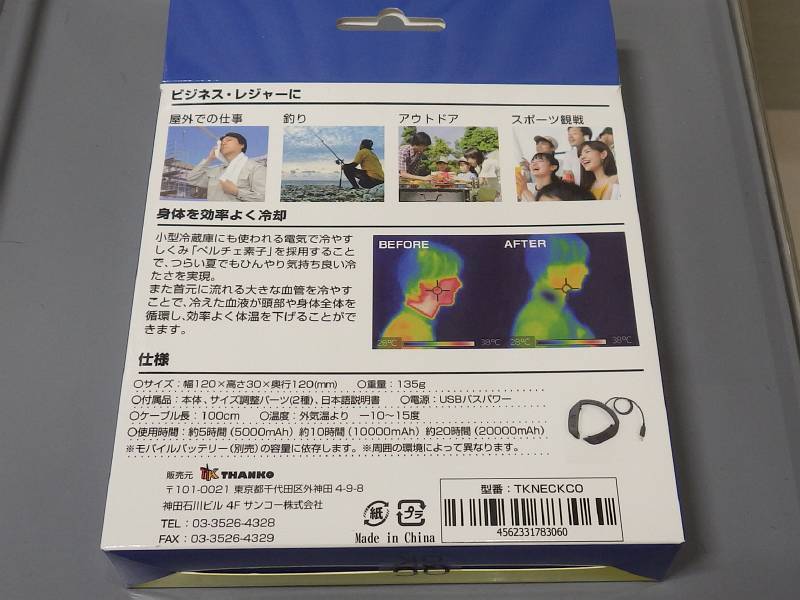 ビジネス・レジャーに
屋外での仕事
釣り
アウトドア
スポーツ観戦
身体を効率よく冷却
小型冷蔵庫にも使われる電気で冷やす
しくみ「ペルチェ素子」を採用すること
で、つらい夏でもひんやり気持ち良い冷
たさを実現。
また首元に流れる大きな血管を冷やす
ことで、冷えた血液が頭部や身体全体を
循環し、効率よく体温を下げることがで
きます。
BEFORE
AFTER
28℃
38℃
28℃
38℃
仕様
○サイズ：幅120×高さ30×奥行120(mm) ○重量：135g
○付属品：本体、サイズ調整パーツ(2種)、日本語説明書 ○電源：USBバスパワー
○ケーブル長：100cm ○温度：外気温より －10～15度
○使用時間：約5時間 (5000mAh) 約10時間 (10000mAh) 約20時間 (20000mAh)
※モバイルバッテリー(別売)の容量に依存します。※周囲の環境によって異なります。
販売元 THANKO
〒101-0021 東京都千代田区外神田 4-9-8
神田石川ビル 4F サンコー株式会社
TEL : 03-3526-4328
FAX : 03-3526-4329
紙
プラ
Made in China
型番：TKNECKCO
4562331783060